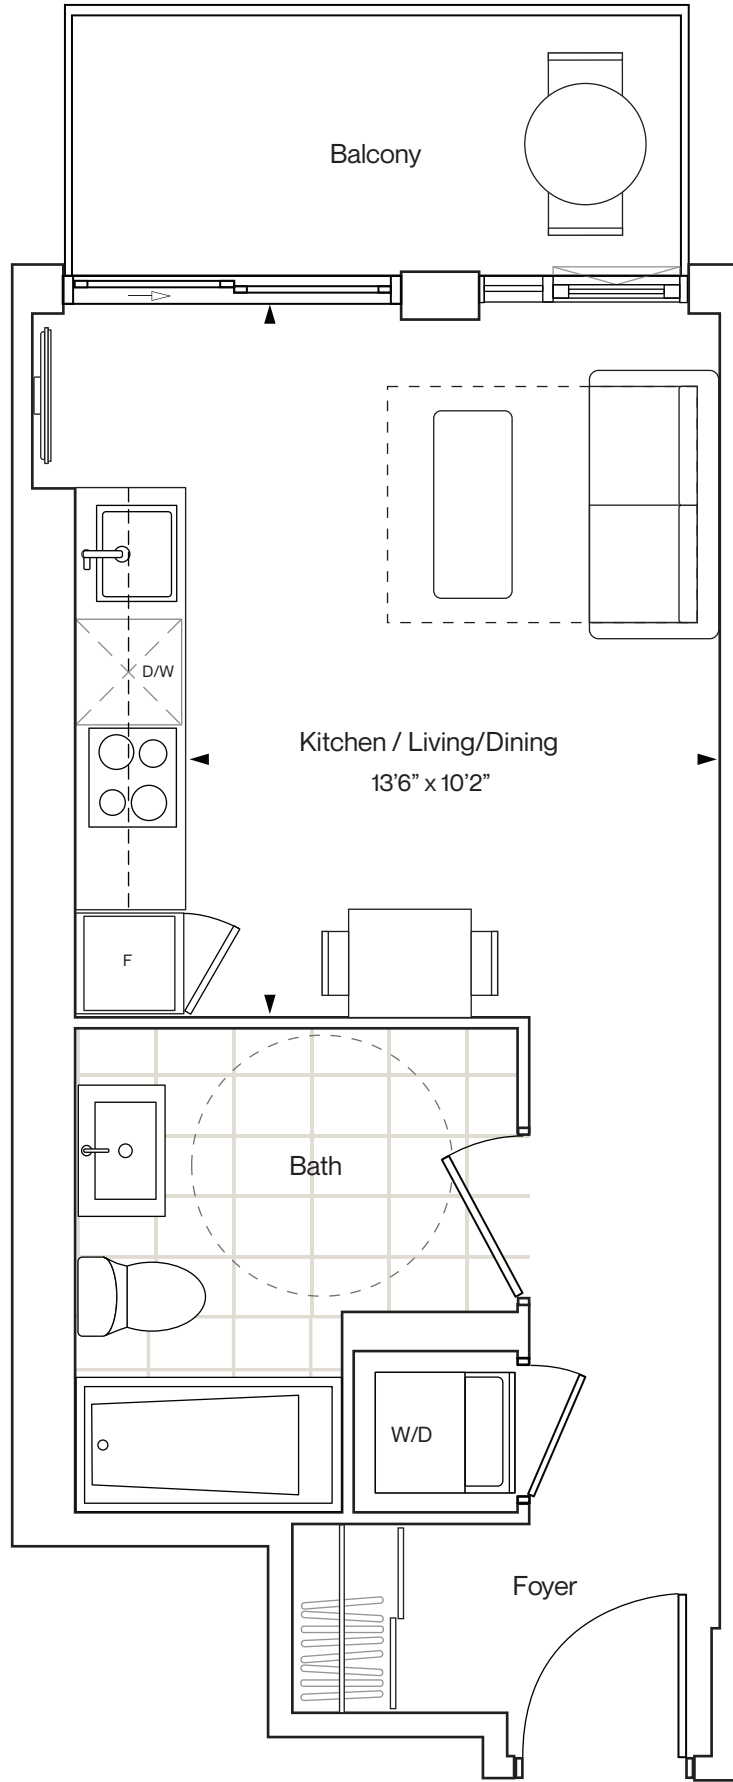 Balcony
D/W
Kitchen / Living/Dining
13’6” x 10’2”
F
Bath
W/D
Foyer